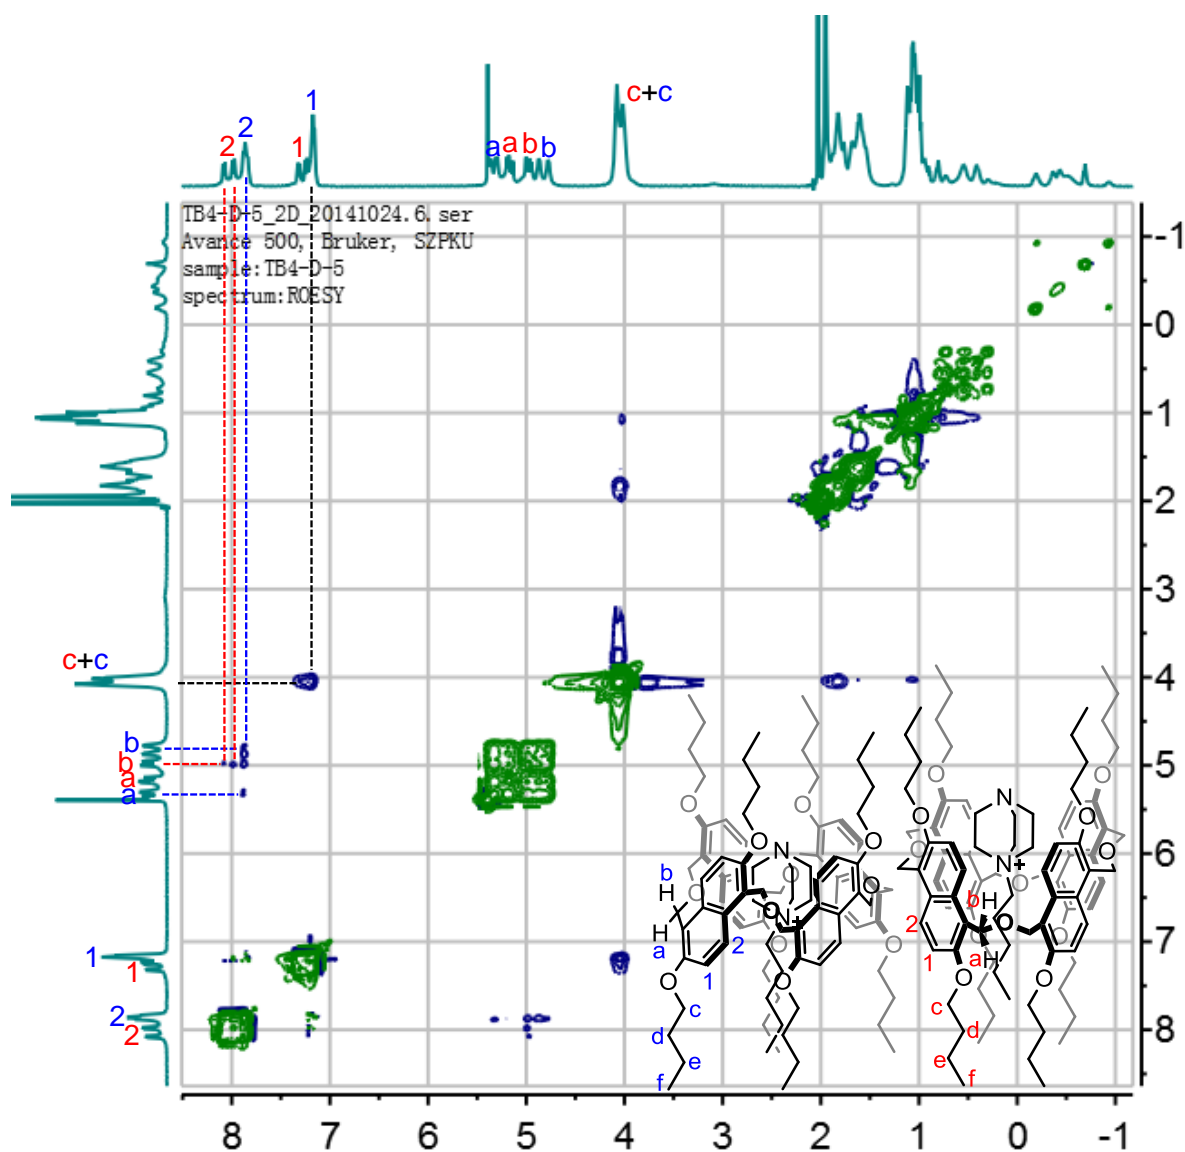 c+c
1
2
2
1
a
a
b
b
TB4-D-5_2D_20141024.6.ser
Avance 500, Bruker, SZPKU
sample:TB4-D-5
spectrum:ROESY
-1
0
1
2
3
4
5
6
7
8
c+c
b
b
a
a
1
1
2
2
O
O
O
O
N
N+
O
O
O
O
O
O
O
b
H
H
a
2
1
c
d
e
f
O
O
O
O
N
N+
O
O
O
O
O
b
H
a
H
2
1
c
d
e
f
8
7
6
5
4
3
2
1
0
-1